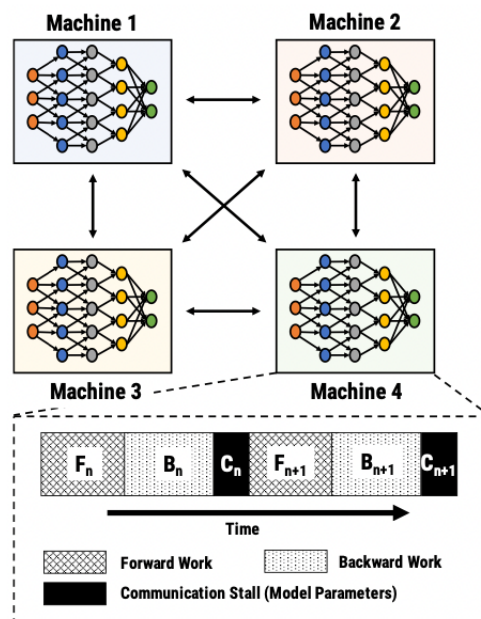 Machine 1
Machine 2
Machine 3
Machine 4
Fn
Bn
Cn
Fn+1
Bn+1
Cn+1
Time
Forward Work
Backward Work
Communication Stall (Model Parameters)